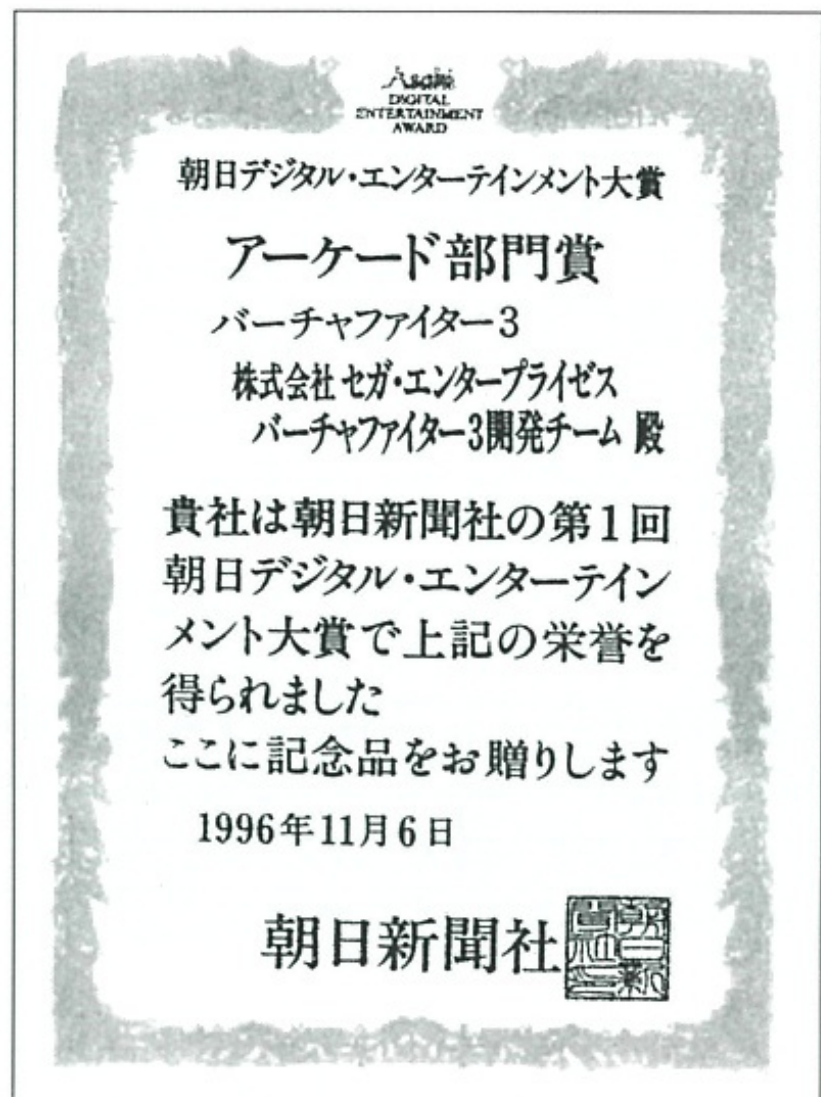 Asahi
DIGITAL
ENTERTAINMENT
AWARD
朝日デジタル・エンターテインメント大賞
アーケード部門賞
バーチャファイター3
株式会社 セガ・エンタープライゼス
バーチャファイター3開発チーム 殿
貴社は朝日新聞社の第1回
朝日デジタル・エンターテイン
メント大賞で上記の栄誉を
得られました
ここに記念品をお贈りします
1996年11月6日
朝日新聞社